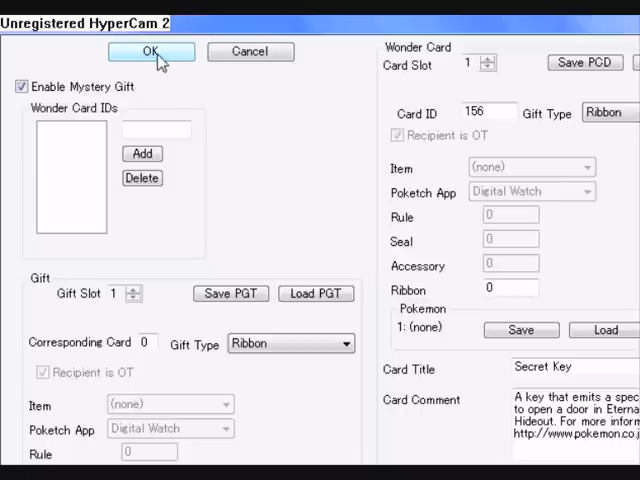 Unregistered HyperCam 2
OK
Cancel
Enable Mystery Gift
Wonder Card IDs
Add
Delete
Gift
Gift Slot 1
Save PGT
Load PGT
Corresponding Card 0
Gift Type Ribbon
Recipient is OT
Item (none)
Poketch App Digital Watch
Rule 0
Wonder Card
Card Slot 1
Save PCD
Card ID 156
Gift Type Ribbon
Recipient is OT
Item (none)
Poketch App Digital Watch
Rule 0
Seal 0
Accessory 0
Ribbon 0
Pokemon
1: (none)
Save
Load
Card Title Secret Key
Card Comment
A key that emits a spec
to open a door in Eterna
Hideout. For more inform
http://www.pokemon.co.j